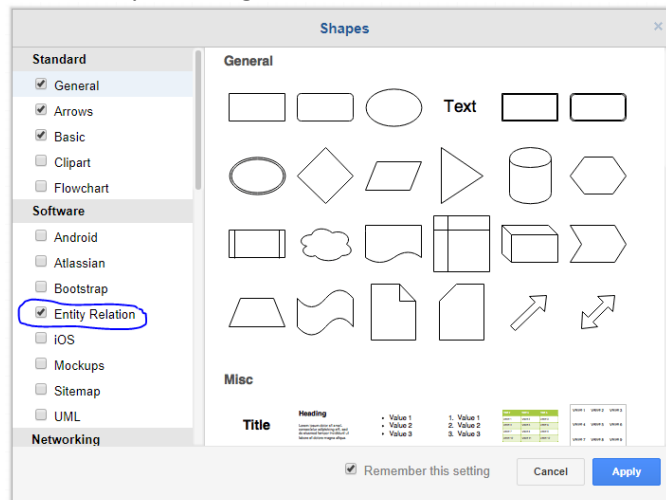 Shapes ×
Standard
General
Arrows
Basic
Clipart
Flowchart
Software
Android
Atlassian
Bootstrap
Entity Relation
iOS
Mockups
Sitemap
UML
Networking
General
Text
Misc
Title
Heading
• Value 1
• Value 2
• Value 3
1. Value 1
2. Value 2
3. Value 3
Remember this setting
Cancel
Apply